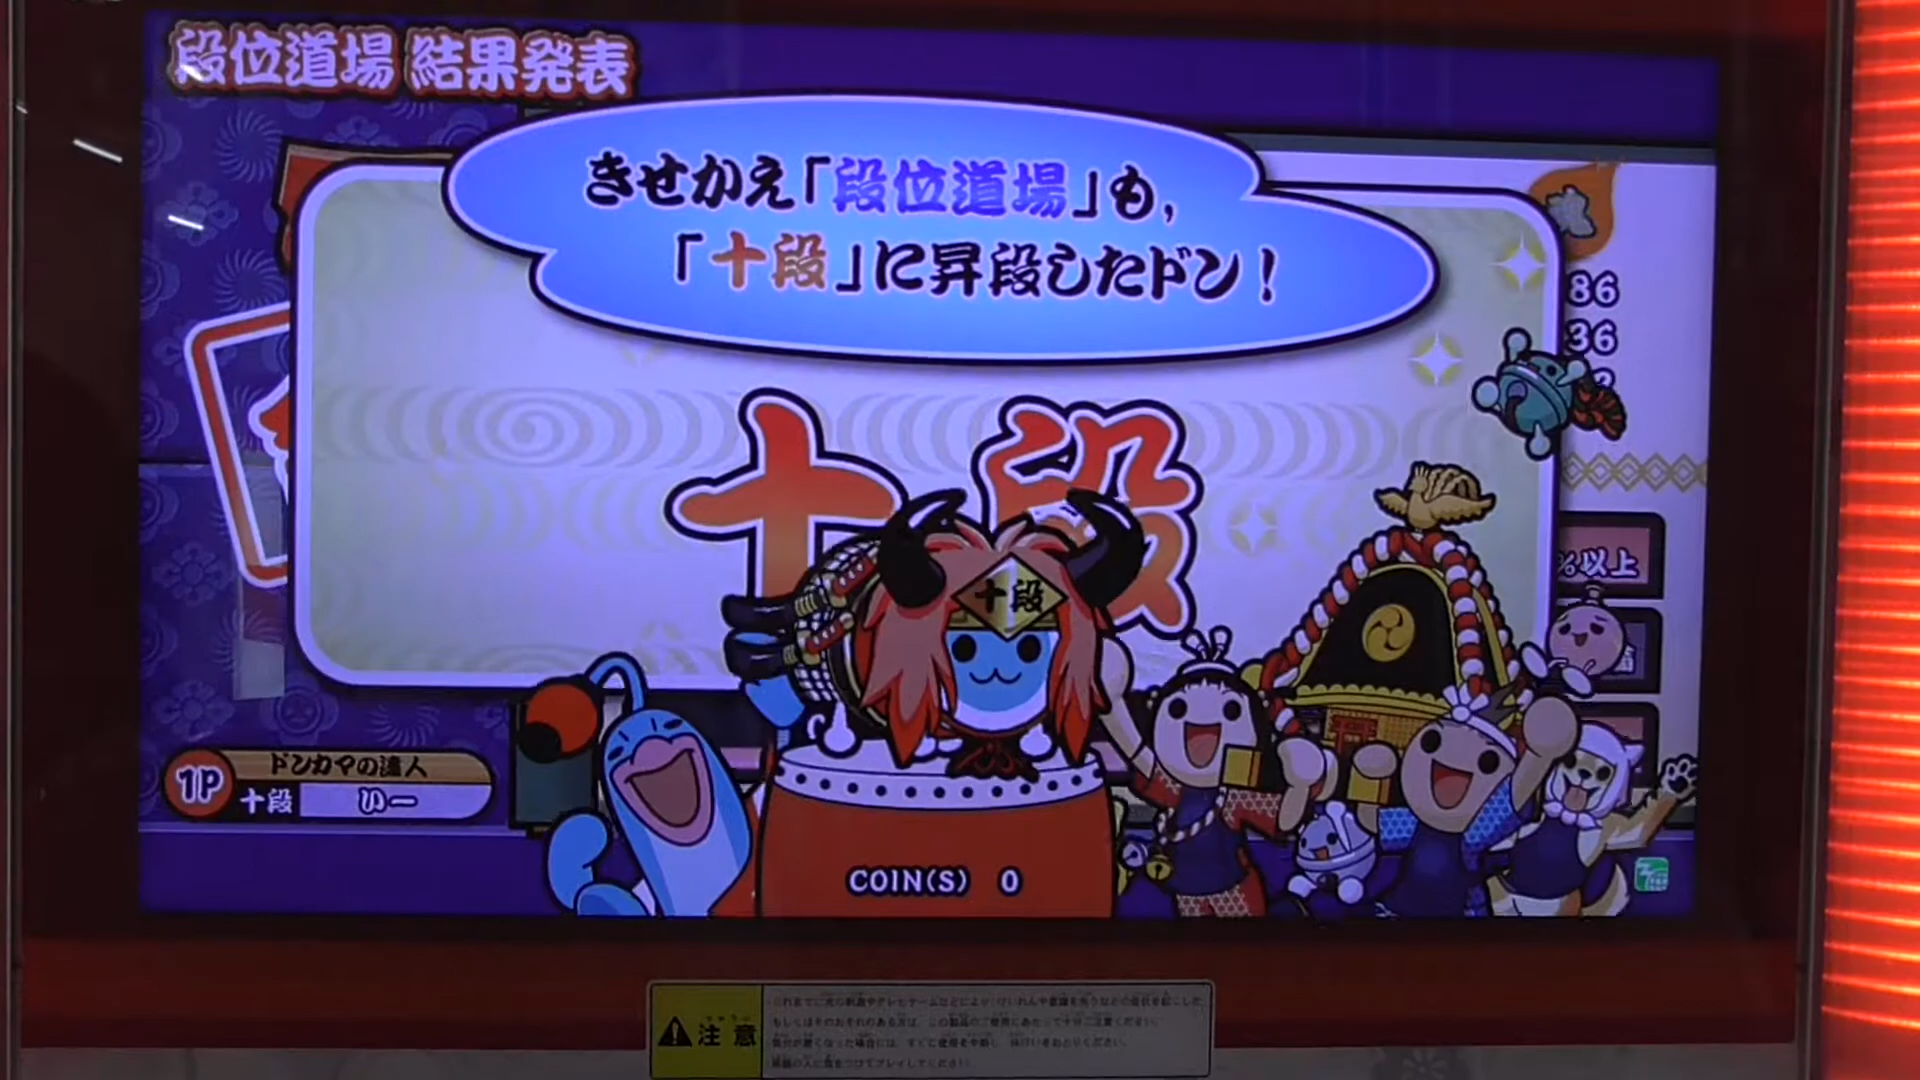 段位道場 結果発表
きせかえ「段位道場」も,
「十段」に昇段したドン!
86
36
十段
十段
%以上
1P
ドンカマの達人
十段 いー
COIN(S) 0
注意